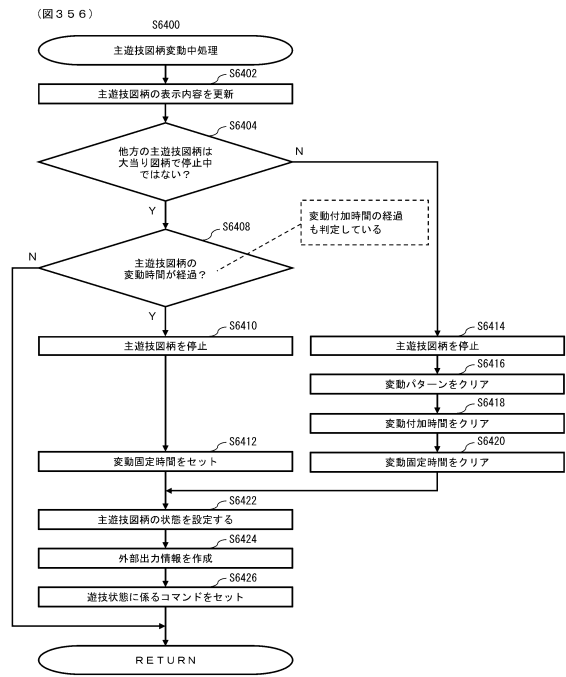 (図356)
S6400
主遊技図柄変動中処理
S6402
主遊技図柄の表示内容を更新
S6404
他方の主遊技図柄は
大当り図柄で停止中
ではない?
N
Y
S6408
変動付加時間の経過
も判定している
N
主遊技図柄の
変動時間が経過?
Y
S6410
主遊技図柄を停止
S6414
主遊技図柄を停止
S6416
変動パターンをクリア
S6418
変動付加時間をクリア
S6412
変動固定時間をセット
S6420
変動固定時間をクリア
S6422
主遊技図柄の状態を設定する
S6424
外部出力情報を作成
S6426
遊技状態に係るコマンドをセット
RETURN